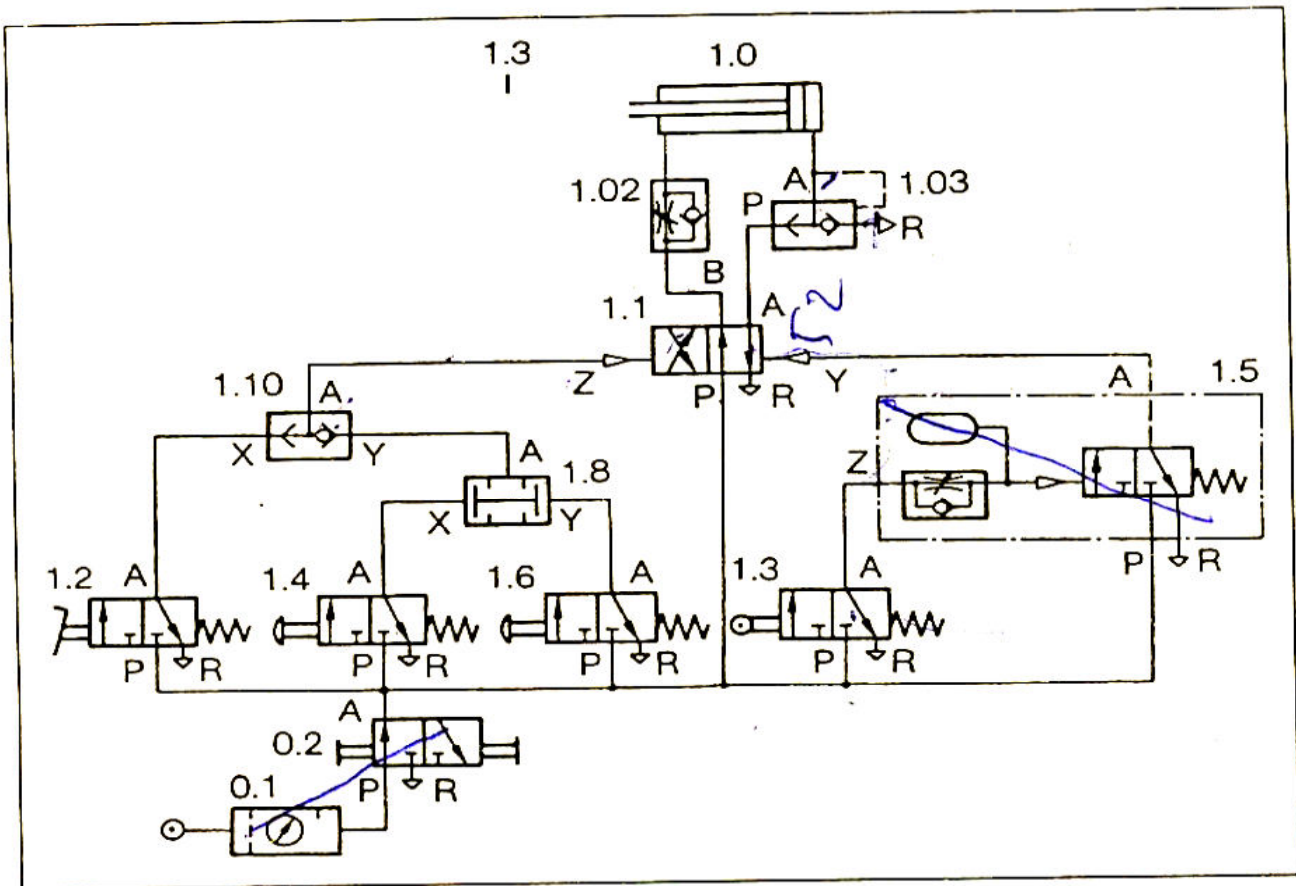 1.3 1.0
1.02 A 1.03
P R
B
1.1 A
Z P R Y
1.10 A A 1.5
X Y A 1.8 Z
X Y
P R
1.2 A 1.4 A 1.6 A 1.3 A
P R P R P R P R
A
0.2
P R
0.1